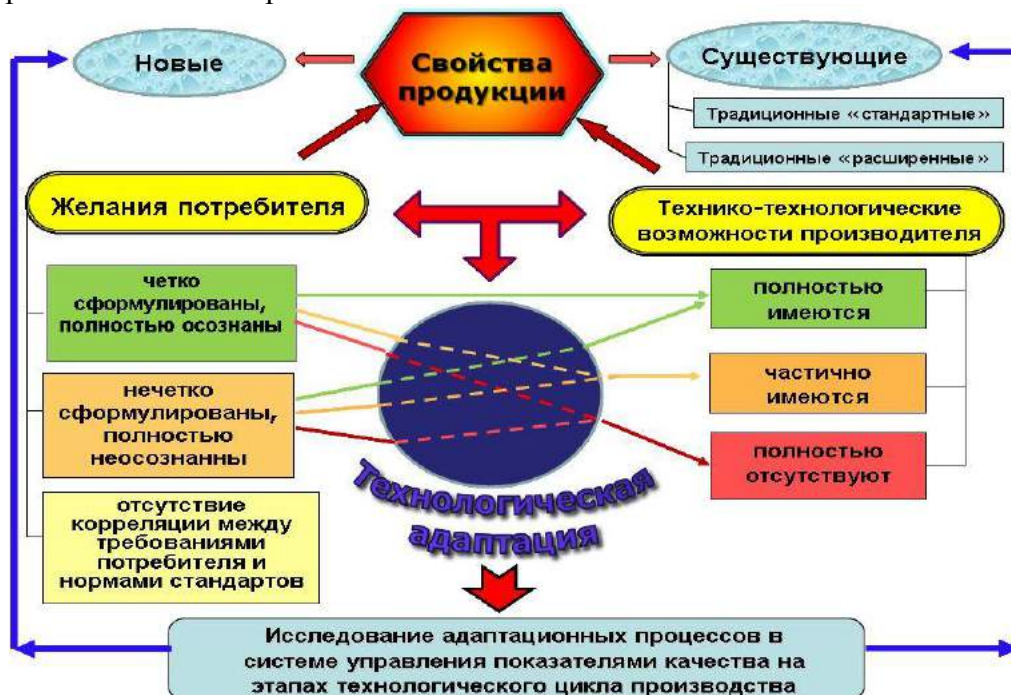 Новые
Свойства
продукции
Существующие
Традиционные «стандартные»
Традиционные «расширенные»
Желания потребителя
Технико-технологические
возможности производителя
четко
сформулированы,
полностью осознаны
полностью
имеются
нечетко
сформулированы,
полностью
неосознанны
частично
имеются
полностью
отсутствуют
отсутствие
корреляции между
требованиями
потребителя и
нормами стандартов
Технологическая
адаптация
Исследование адаптационных процессов в
системе управления показателями качества на
этапах технологического цикла производства